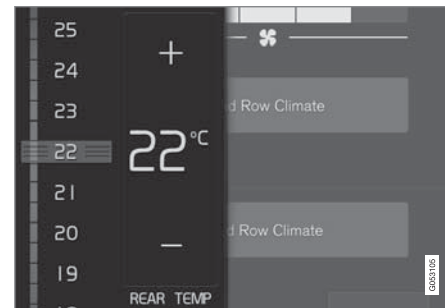 25
24
23
22
21
20
19
+
22°C
–
REAR TEMP
Row Climate
Row Climate
G053105